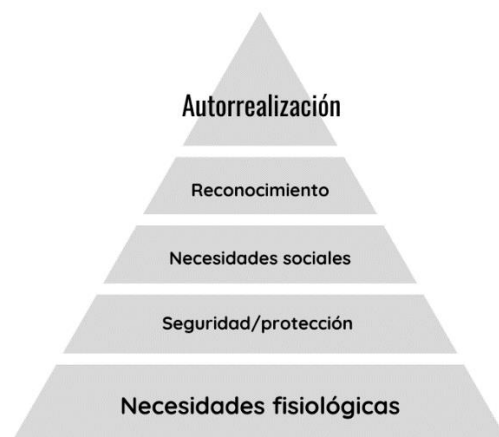 Autorrealización
Reconocimiento
Necesidades sociales
Seguridad/protección
Necesidades fisiológicas